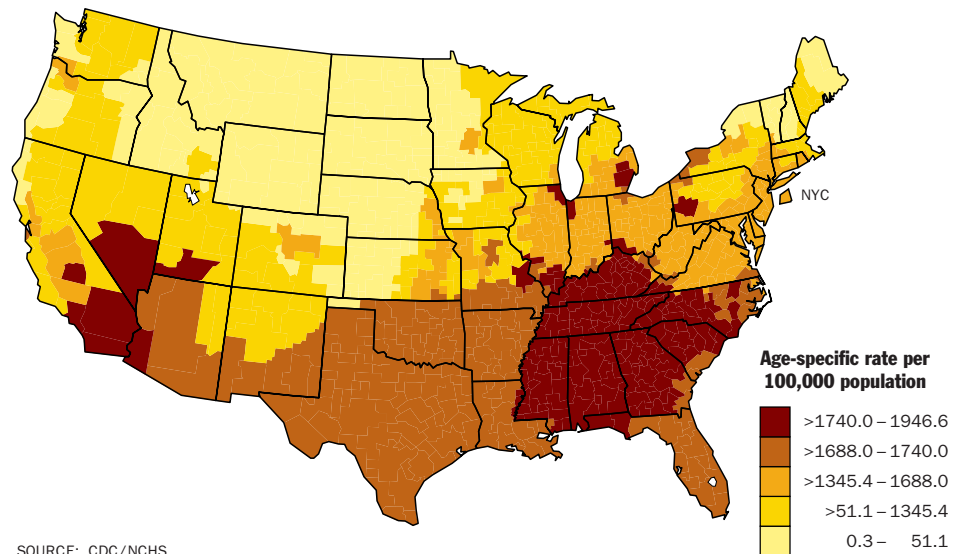 NYC
Age-specific rate per
100,000 population
>1740.0 – 1946.6
>1688.0 – 1740.0
>1345.4 – 1688.0
>51.1 – 1345.4
0.3 – 51.1
SOURCE: CDC/NCHS